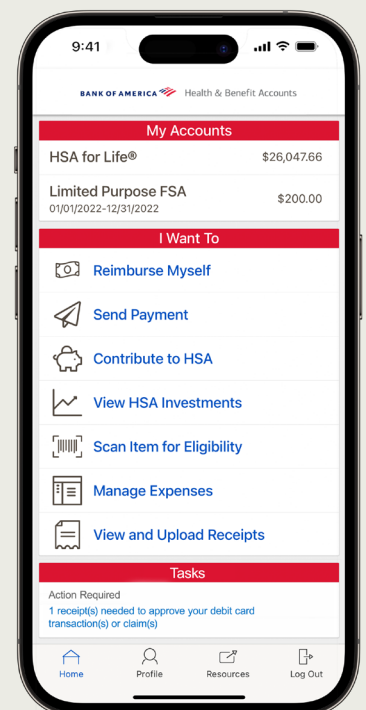 9:41
BANK OF AMERICA Health & Benefit Accounts
My Accounts
HSA for Life® $26,047.66
Limited Purpose FSA
01/01/2022-12/31/2022 $200.00
I Want To
Reimburse Myself
Send Payment
Contribute to HSA
View HSA Investments
Scan Item for Eligibility
Manage Expenses
View and Upload Receipts
Tasks
Action Required
1 receipt(s) needed to approve your debit card
transaction(s) or claim(s)
Home Profile Resources Log Out